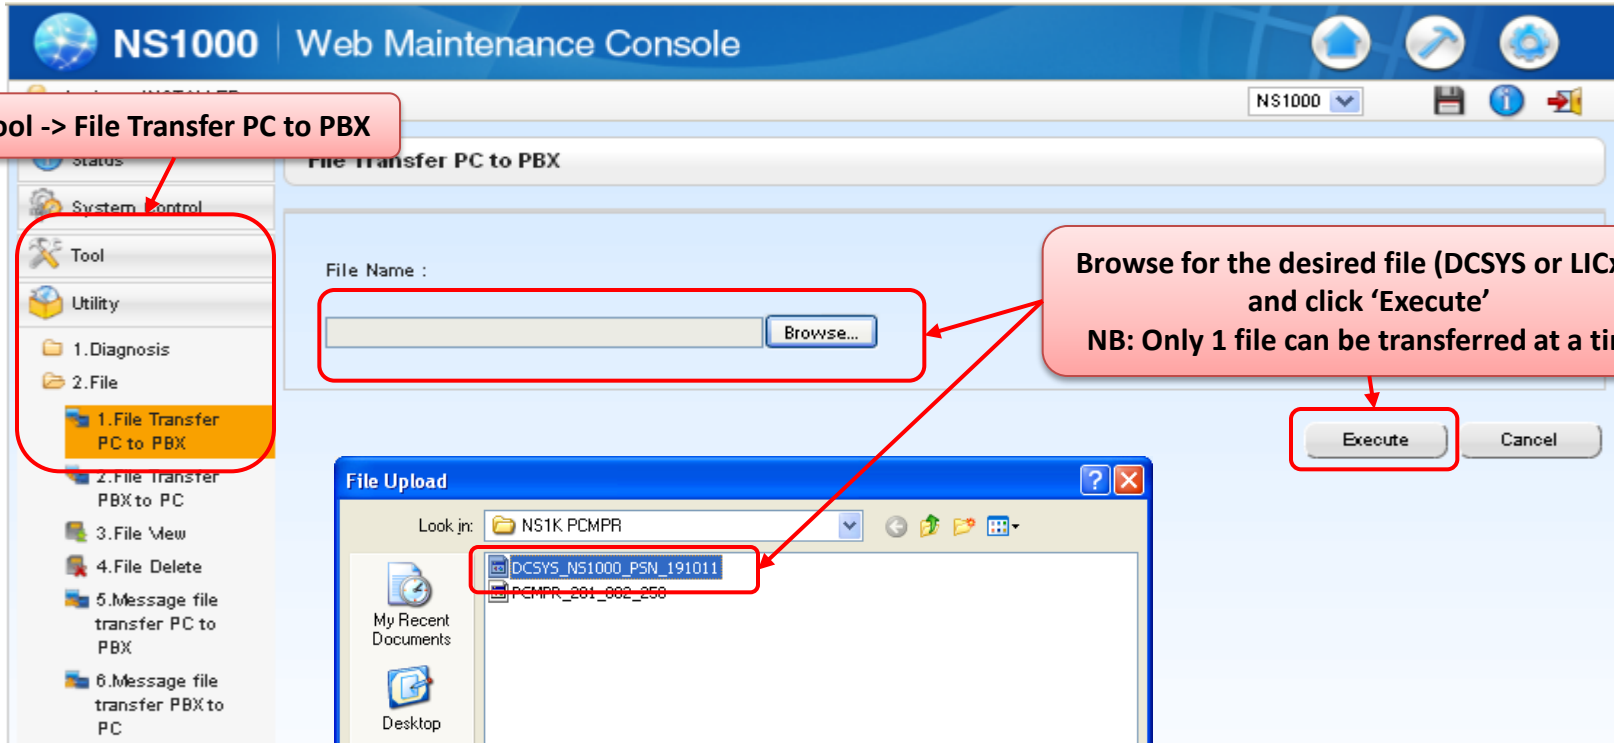 NS1000 Web Maintenance Console
NS1000
Tool -> File Transfer PC to PBX
Status
File Transfer PC to PBX
System Control
Tool
Utility
1.Diagnosis
2.File
1.File Transfer
PC to PBX
2.File Transfer
PBX to PC
3.File View
4.File Delete
5.Message file
transfer PC to
PBX
6.Message file
transfer PBX to
PC
File Name :
Browse...
Browse for the desired file (DCSYS or LICx
and click ‘Execute’
NB: Only 1 file can be transferred at a
Execute
Cancel
File Upload
Look in:
NS1K PCMPR
DCSYS_NS1000_PSN_191011
My Recent
Documents
Desktop